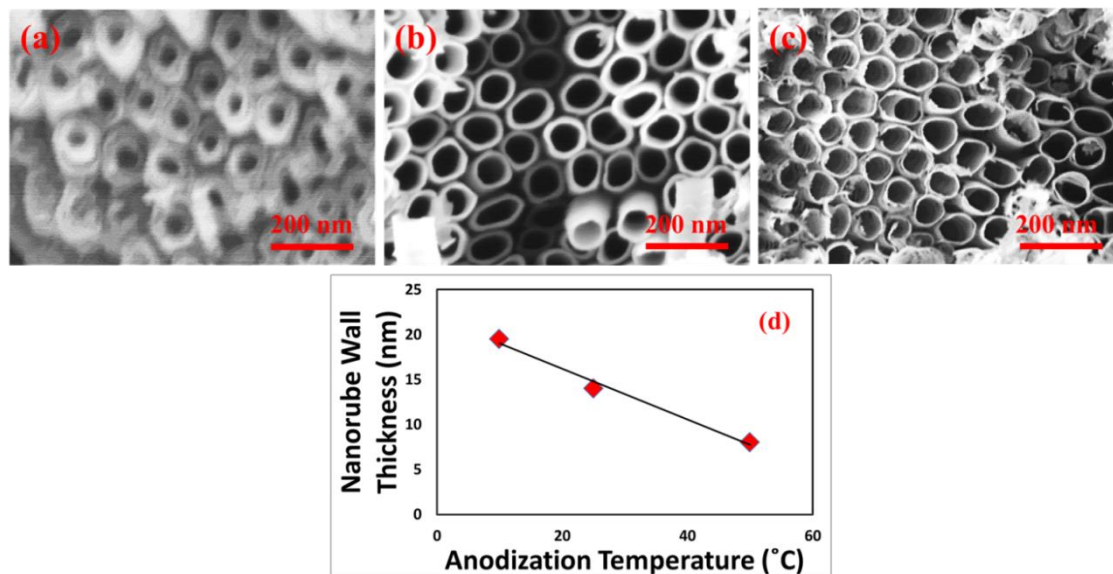 (a)
(b)
(c)
200 nm
200 nm
200 nm
(d)
Nanorube Wall
Thickness (nm)
25
20
15
10
5
0
0
20
40
60
Anodization Temperature (˚C)